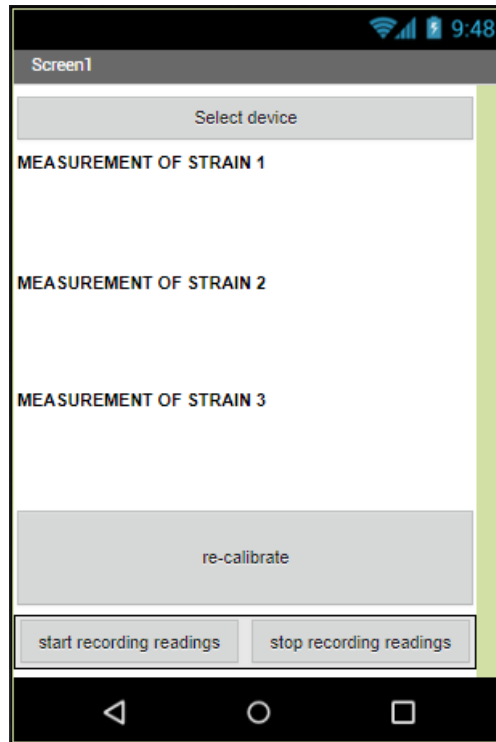 9:48
Screen1
Select device
MEASUREMENT OF STRAIN 1
MEASUREMENT OF STRAIN 2
MEASUREMENT OF STRAIN 3
re-calibrate
start recording readings stop recording readings